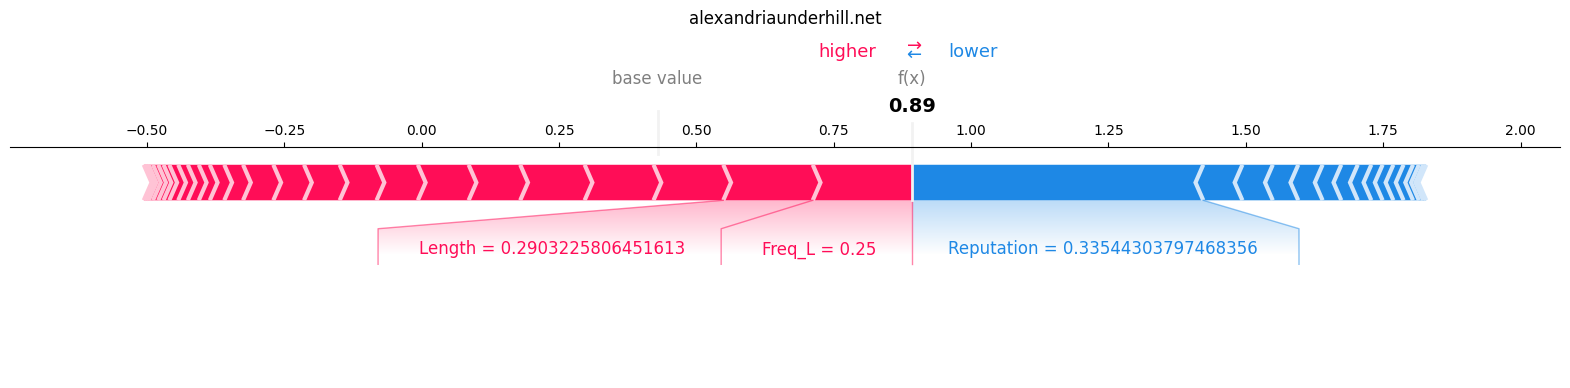 alexandriaunderhill.net
higher ⇄ lower
base value f(x)
0.89
−0.50 −0.25 0.00 0.25 0.50 0.75 1.00 1.25 1.50 1.75 2.00
Length = 0.2903225806451613 Freq_L = 0.25 Reputation = 0.33544303797468356